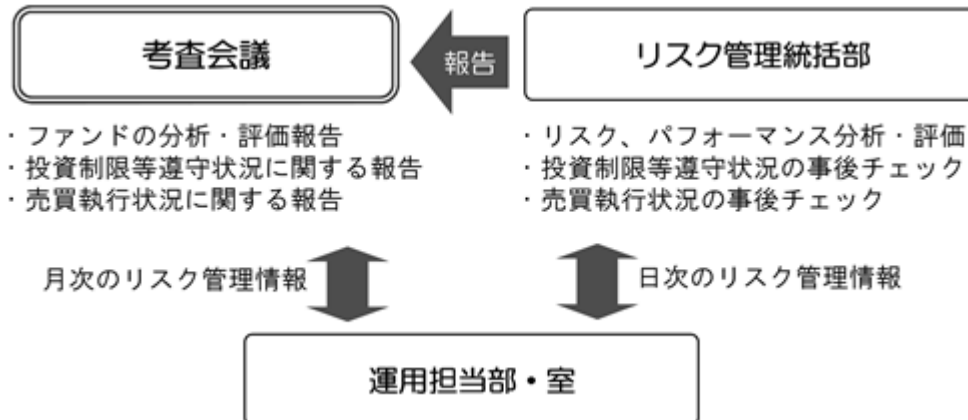 考査会議
報告
リスク管理統括部
・ファンドの分析・評価報告
・投資制限等遵守状況に関する報告
・売買執行状況に関する報告
・リスク、パフォーマンス分析・評価
・投資制限等遵守状況の事後チェック
・売買執行状況の事後チェック
月次のリスク管理情報
日次のリスク管理情報
運用担当部・室